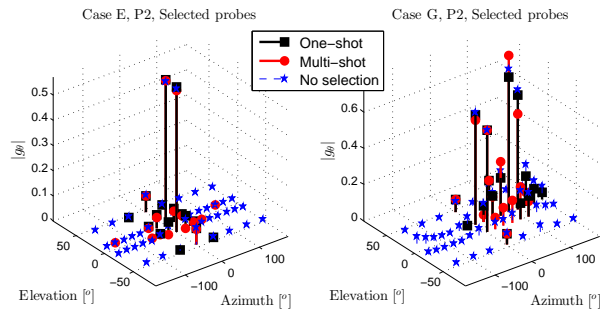 Case E, P2, Selected probes
Case G, P2, Selected probes
One−shot
Multi−shot
No selection
|gθ|
0.5
0.4
0.3
0.2
0.1
0
50
0
−50
Elevation [°]
−100
0
100
Azimuth [°]
|gθ|
0.6
0.4
0.2
0
50
0
−50
Elevation [°]
−100
0
100
Azimuth [°]